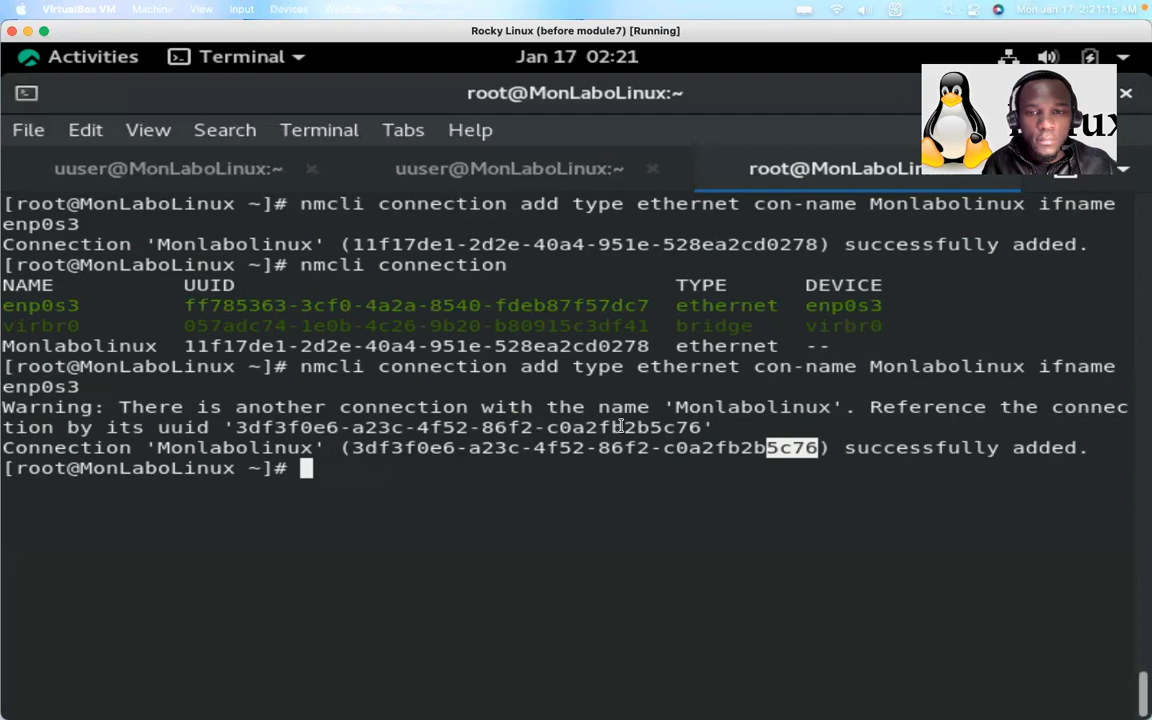 VirtualBox VM Machine View Input Devices Window Help Mon Jan 17 2:21:15 AM
Rocky Linux (before module7) [Running]
Activities Terminal Jan 17 02:21
root@MonLaboLinux:~
File Edit View Search Terminal Tabs Help
uuser@MonLaboLinux:~ uuser@MonLaboLinux:~ root@MonLaboLin
[root@MonLaboLinux ~]# nmcli connection add type ethernet con-name Monlabolinux ifname
enp0s3
Connection 'Monlabolinux' (11f17de1-2d2e-40a4-951e-528ea2cd0278) successfully added.
[root@MonLaboLinux ~]# nmcli connection
NAME UUID TYPE DEVICE
enp0s3 ff785363-3cf0-4a2a-8540-fdeb87f57dc7 ethernet enp0s3
virbr0 057adc74-1e0b-4c26-9b20-b80915c3df41 bridge virbr0
Monlabolinux 11f17de1-2d2e-40a4-951e-528ea2cd0278 ethernet --
[root@MonLaboLinux ~]# nmcli connection add type ethernet con-name Monlabolinux ifname
enp0s3
Warning: There is another connection with the name 'Monlabolinux'. Reference the connec
tion by its uuid '3df3f0e6-a23c-4f52-86f2-c0a2fb2b5c76'
Connection 'Monlabolinux' (3df3f0e6-a23c-4f52-86f2-c0a2fb2b5c76) successfully added.
[root@MonLaboLinux ~]#